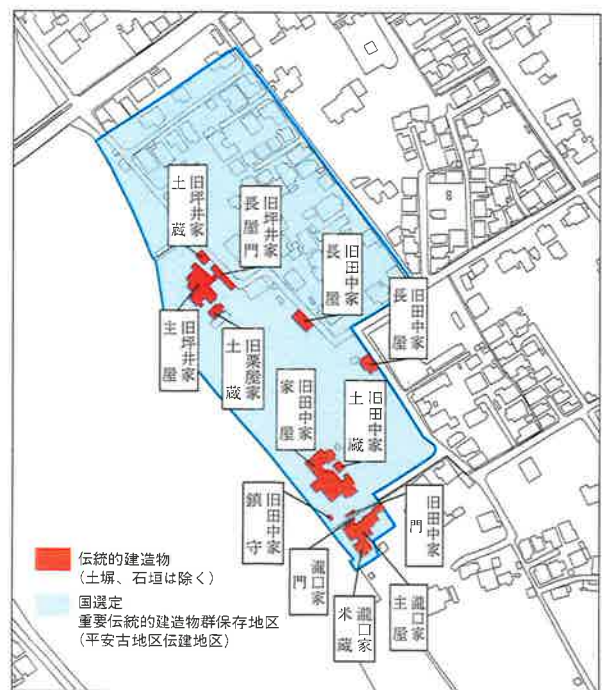 旧坪井家
土蔵
旧坪井家
長屋門
旧田中家
長屋
旧田中家
長屋
旧坪井家
主屋
旧粟屋家
土蔵
旧田中家
家屋
旧田中家
土蔵
旧田中家
鎮守
旧田中家
門
瀧口家
門
瀧口家
米蔵
瀧口家
主屋
伝統的建造物
(土塀、石垣は除く)
国選定
重要伝統的建造物群保存地区
(平安古地区伝建地区)